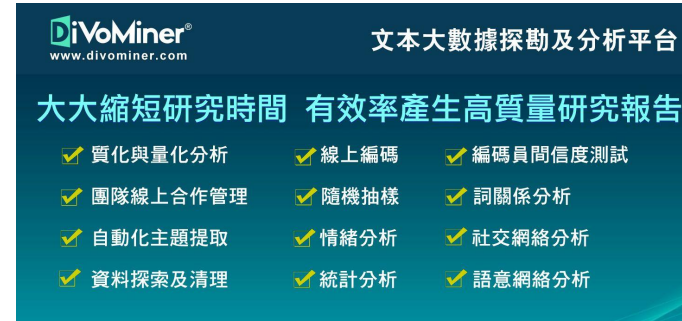 DiVoMiner®
www.divominer.com
文本大數據探勘及分析平台
大大縮短研究時間 有效率產生高質量研究報告
質化與量化分析 線上編碼 編碼員間信度測試
團隊線上合作管理 隨機抽樣 詞關係分析
自動化主題提取 情緒分析 社交網絡分析
資料探索及清理 統計分析 語意網絡分析